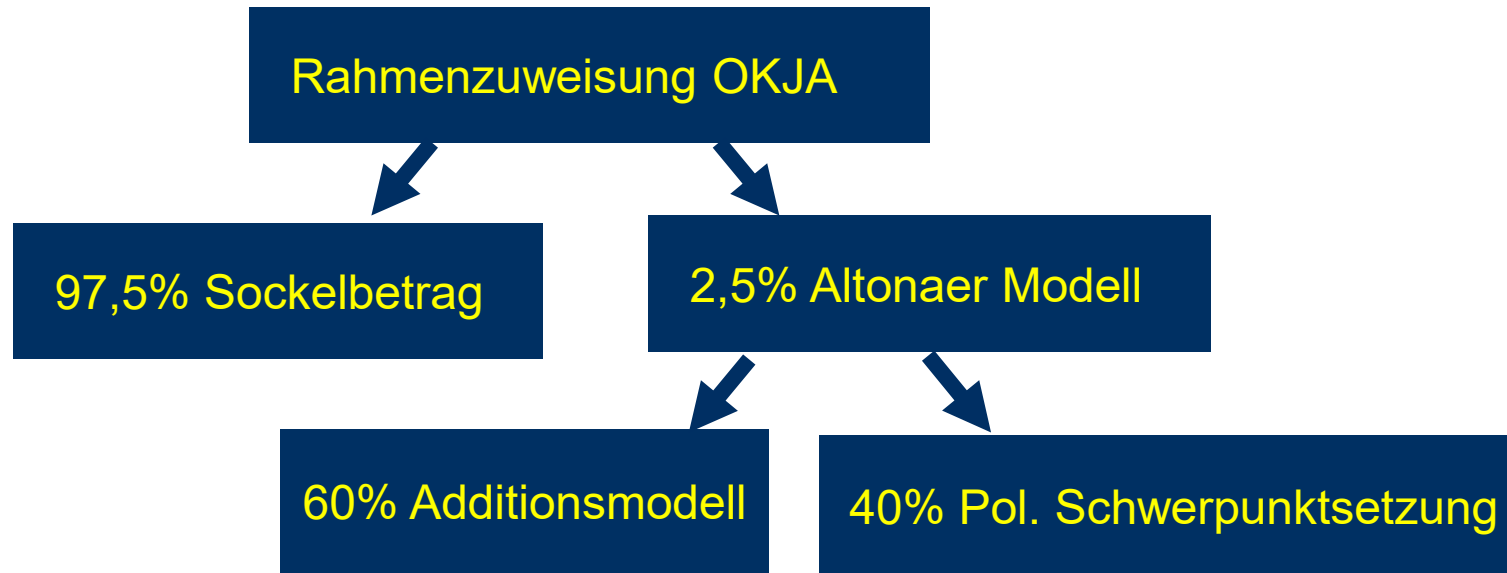 Rahmenzuweisung OKJA
97,5% Sockelbetrag
2,5% Altonaer Modell
60% Additionsmodell
40% Pol. Schwerpunktsetzung